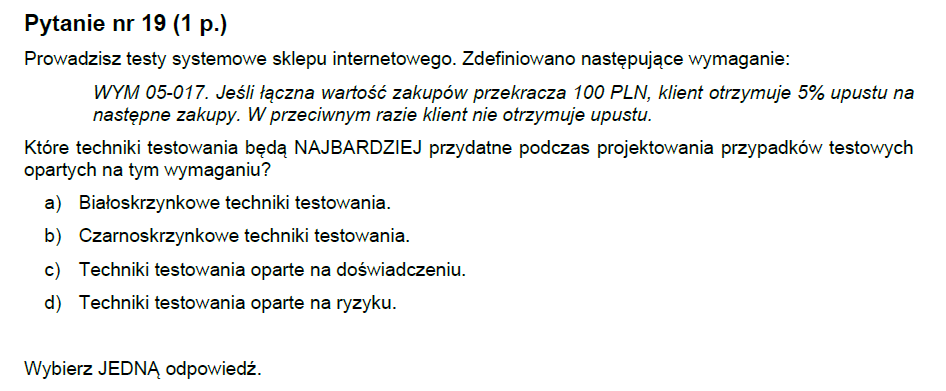 Pytanie nr 19 (1 p.)
Prowadzisz testy systemowe sklepu internetowego. Zdefiniowano następujące wymaganie:
WYM 05-017. Jeśli łączna wartość zakupów przekracza 100 PLN, klient otrzymuje 5% upustu na
następne zakupy. W przeciwnym razie klient nie otrzymuje upustu.
Które techniki testowania będą NAJBARDZIEJ przydatne podczas projektowania przypadków testowych
opartych na tym wymaganiu?
a) Białoskrzynkowe techniki testowania.
b) Czarnoskrzynkowe techniki testowania.
c) Techniki testowania oparte na doświadczeniu.
d) Techniki testowania oparte na ryzyku.
Wybierz JEDNĄ odpowiedź.